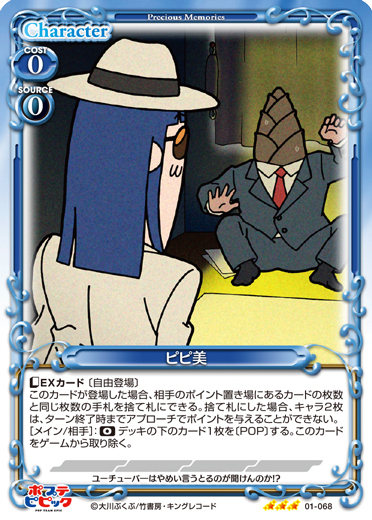 Precious Memories
Character
COST
0
SOURCE
0
ピピ美
EXカード〔自由登場〕
このカードが登場した場合、相手のポイント置き場にあるカードの枚数
と同じ枚数の手札を捨て札にできる。捨て札にした場合、キャラ2枚
は、ターン終了時までアプローチでポイントを与えることができない。
［メイン/相手］：0 デッキの下のカード1枚を｛POP｝する。このカード
をゲームから取り除く。
ユーチューバーはやめい言うとるのが聞けんのか!?
ポプテピピック
POP TEAM EPIC
©大川ぶくぶ/竹書房・キングレコード
★★★ 01-068